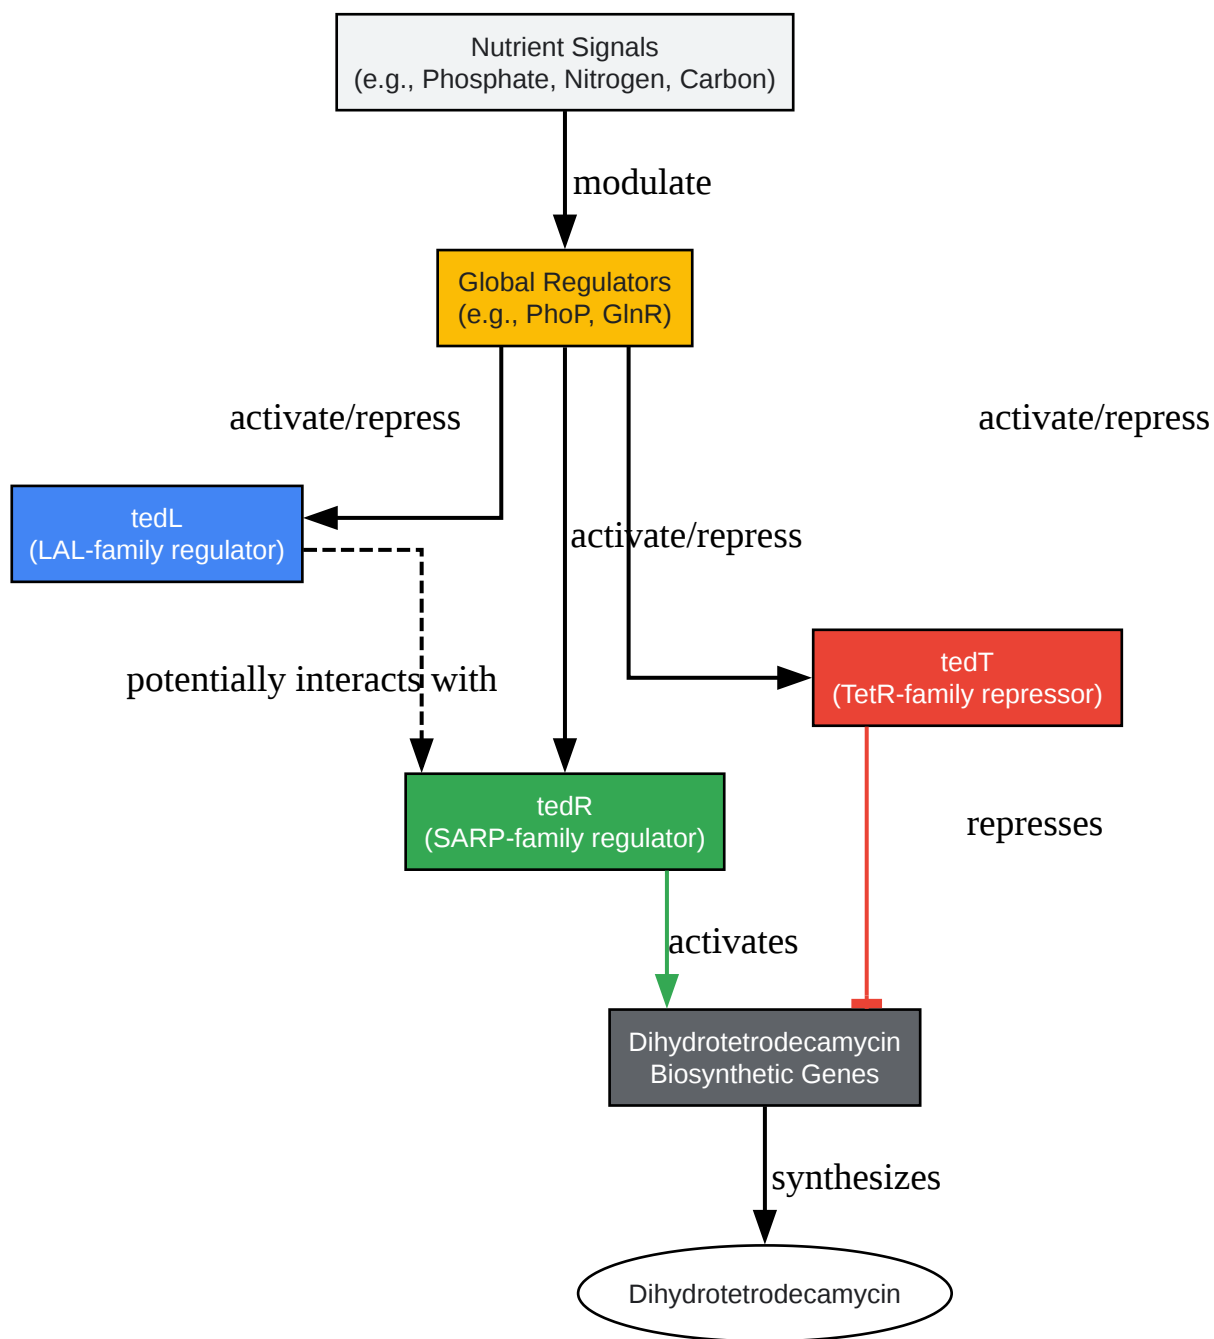 Nutrient Signals
(e.g., Phosphate, Nitrogen, Carbon)
modulate
Global Regulators
(e.g., PhoP, GlnR)
activate/repress
activate/repress
tedL
(LAL-family regulator)
activate/repress
potentially interacts with
tedT
(TetR-family repressor)
tedR
(SARP-family regulator)
represses
activates
Dihydrotetrodecamycin
Biosynthetic Genes
synthesizes
Dihydrotetrodecamycin